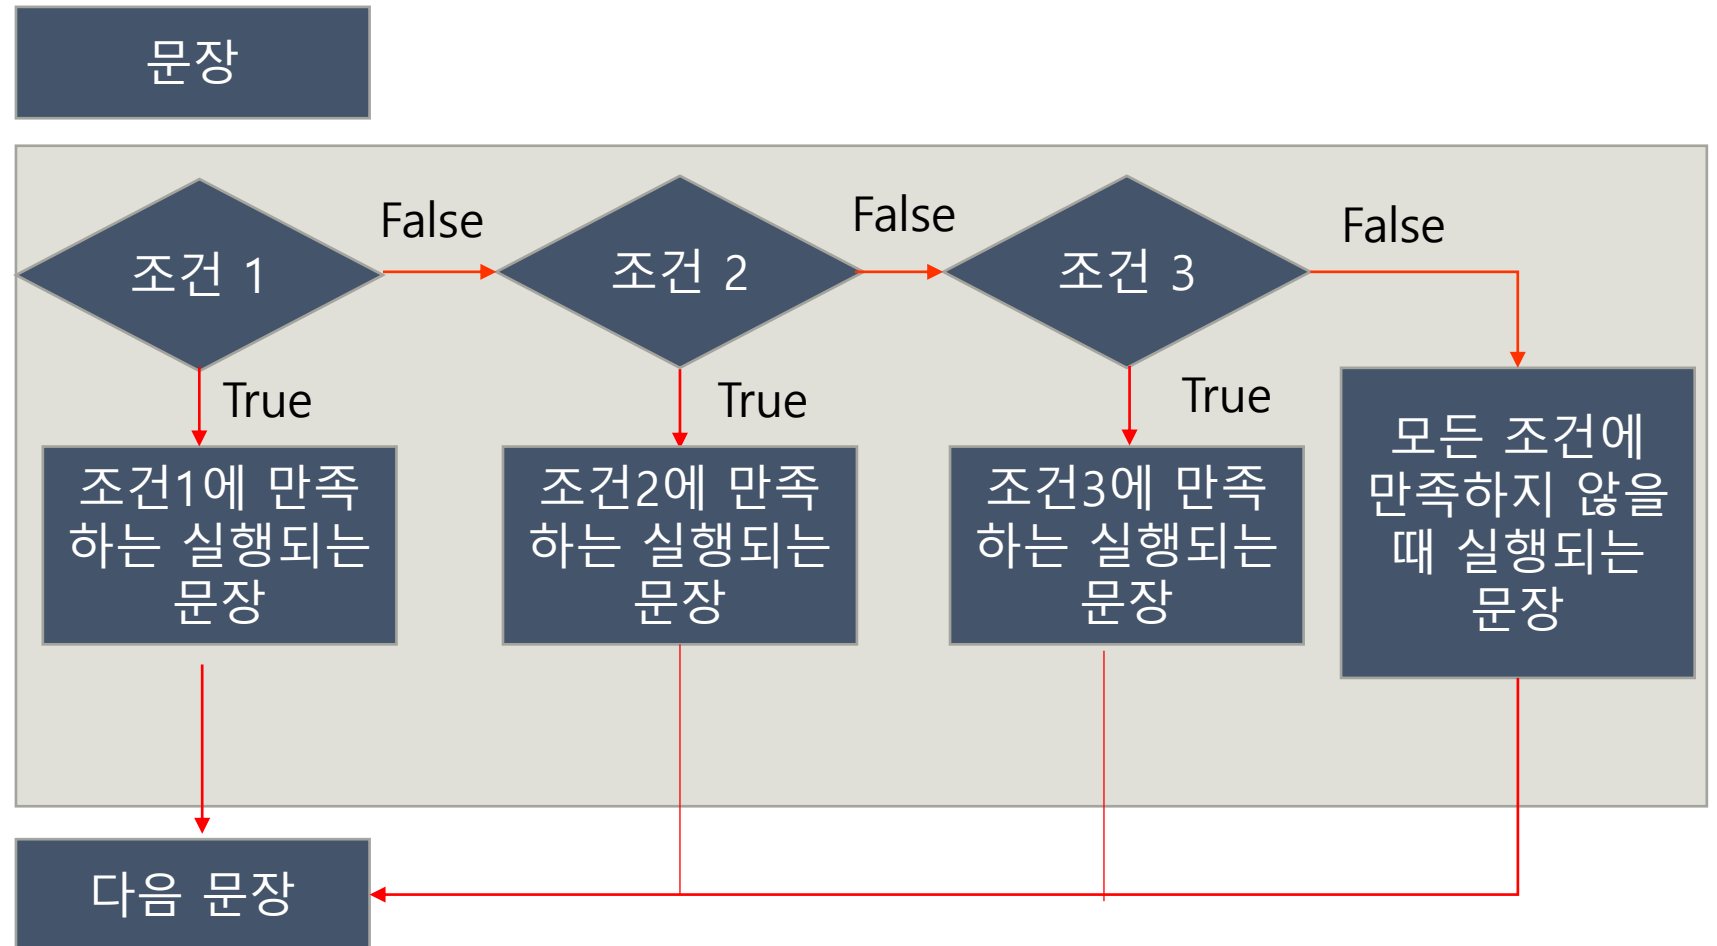 문장
조건 1
False
조건 2
False
조건 3
False
True
True
True
조건1에 만족
하는 실행되는
문장
조건2에 만족
하는 실행되는
문장
조건3에 만족
하는 실행되는
문장
모든 조건에
만족하지 않을
때 실행되는
문장
다음 문장